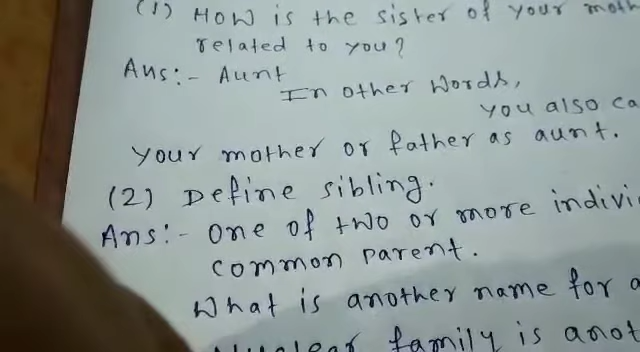 (1) How is the sister of your
related to you?
Ans:- Aunt
In other words,
you also
your mother or father as aunt.
(2) Define sibling.
Ans:- one of two or more
common parent.
What is another name for a
family is